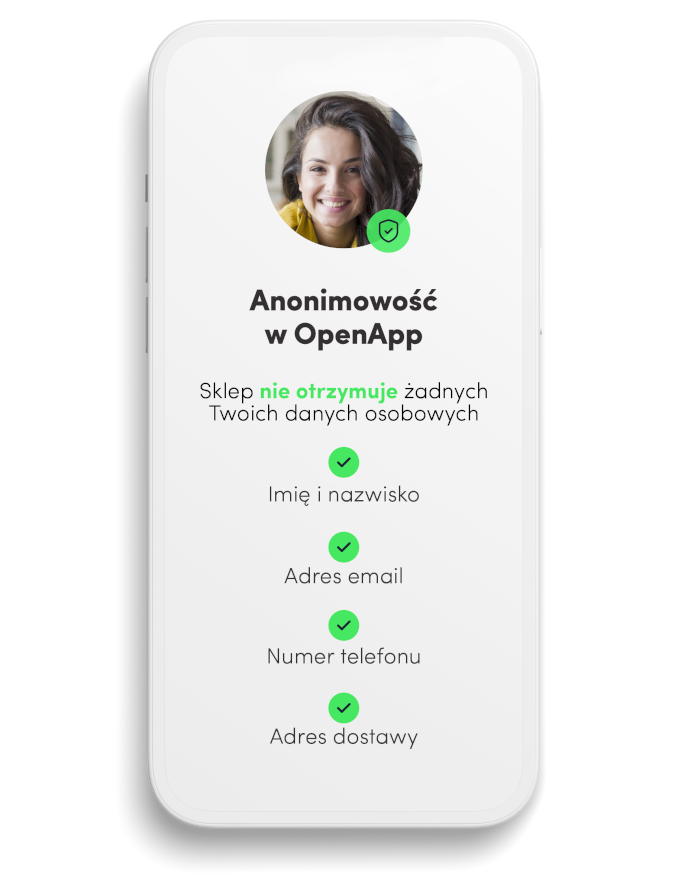 Anonimowość
w OpenApp
Sklep nie otrzymuje żadnych
Twoich danych osobowych
Imię i nazwisko
Adres email
Numer telefonu
Adres dostawy